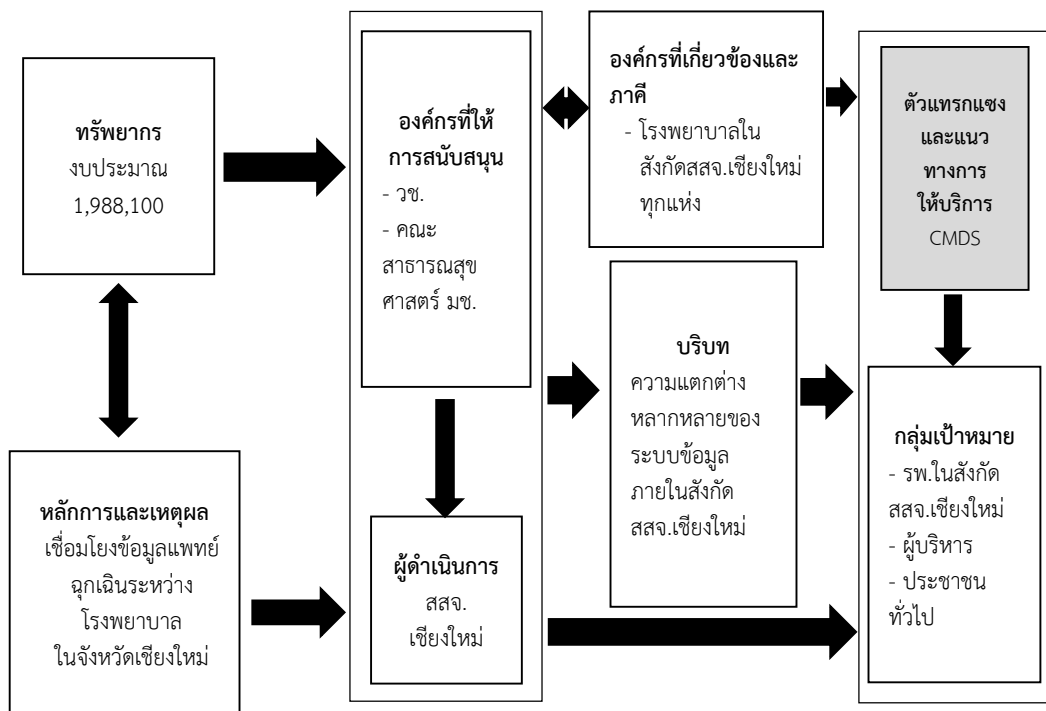 ทรัพยากร
งบประมาณ
1,988,100
หลักการและเหตุผล
เชื่อมโยงข้อมูลแพทย์
ฉุกเฉินระหว่าง
โรงพยาบาล
ในจังหวัดเชียงใหม่
องค์กรที่ให้
การสนับสนุน
- วช.
- คณะ
สาธารณสุข
ศาสตร์ มช.
ผู้ดำเนินการ
สสจ.
เชียงใหม่
องค์กรที่เกี่ยวข้องและ
ภาคี
- โรงพยาบาลใน
สังกัดสสจ.เชียงใหม่
ทุกแห่ง
บริบท
ความแตกต่าง
หลากหลายของ
ระบบข้อมูล
ภายในสังกัด
สสจ.เชียงใหม่
ตัวแทรกแซง
และแนว
ทางการ
ให้บริการ
CMDS
กลุ่มเป้าหมาย
- รพ.ในสังกัด
สสจ.เชียงใหม่
- ผู้บริหาร
- ประชาชน
ทั่วไป